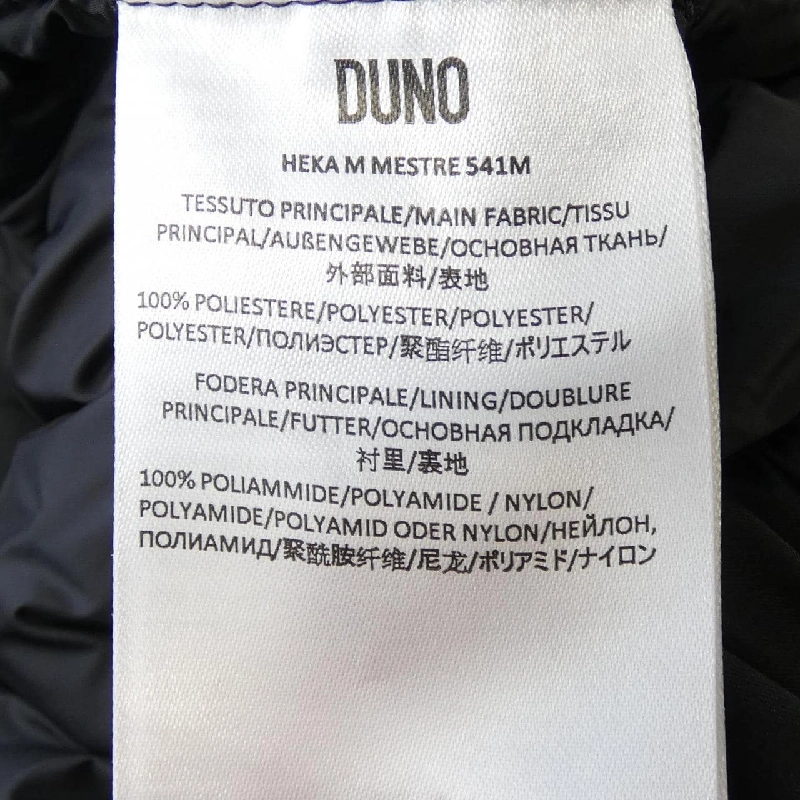 DUNO
HEKA M MESTRE 541M
TESSUTO PRINCIPALE/MAIN FABRIC/TISSU
PRINCIPAL/AUßENGEWEBE/ОСНОВНАЯ ТКАНЬ/
外部面料/表地
100% POLIESTERE/POLYESTER/POLYESTER/
POLYESTER/ПОЛИЭСТЕР/聚酯纤维/ポリエステル
FODERA PRINCIPALE/LINING/DOUBLURE
PRINCIPALE/FUTTER/ОСНОВНАЯ ПОДКЛАДКА/
衬里/裏地
100% POLIAMMIDE/POLYAMIDE / NYLON/
POLYAMIDE/POLYAMID ODER NYLON/НЕЙЛОН,
ПОЛИАМИД/聚酰胺纤维/尼龙/ポリアミド/ナイロン